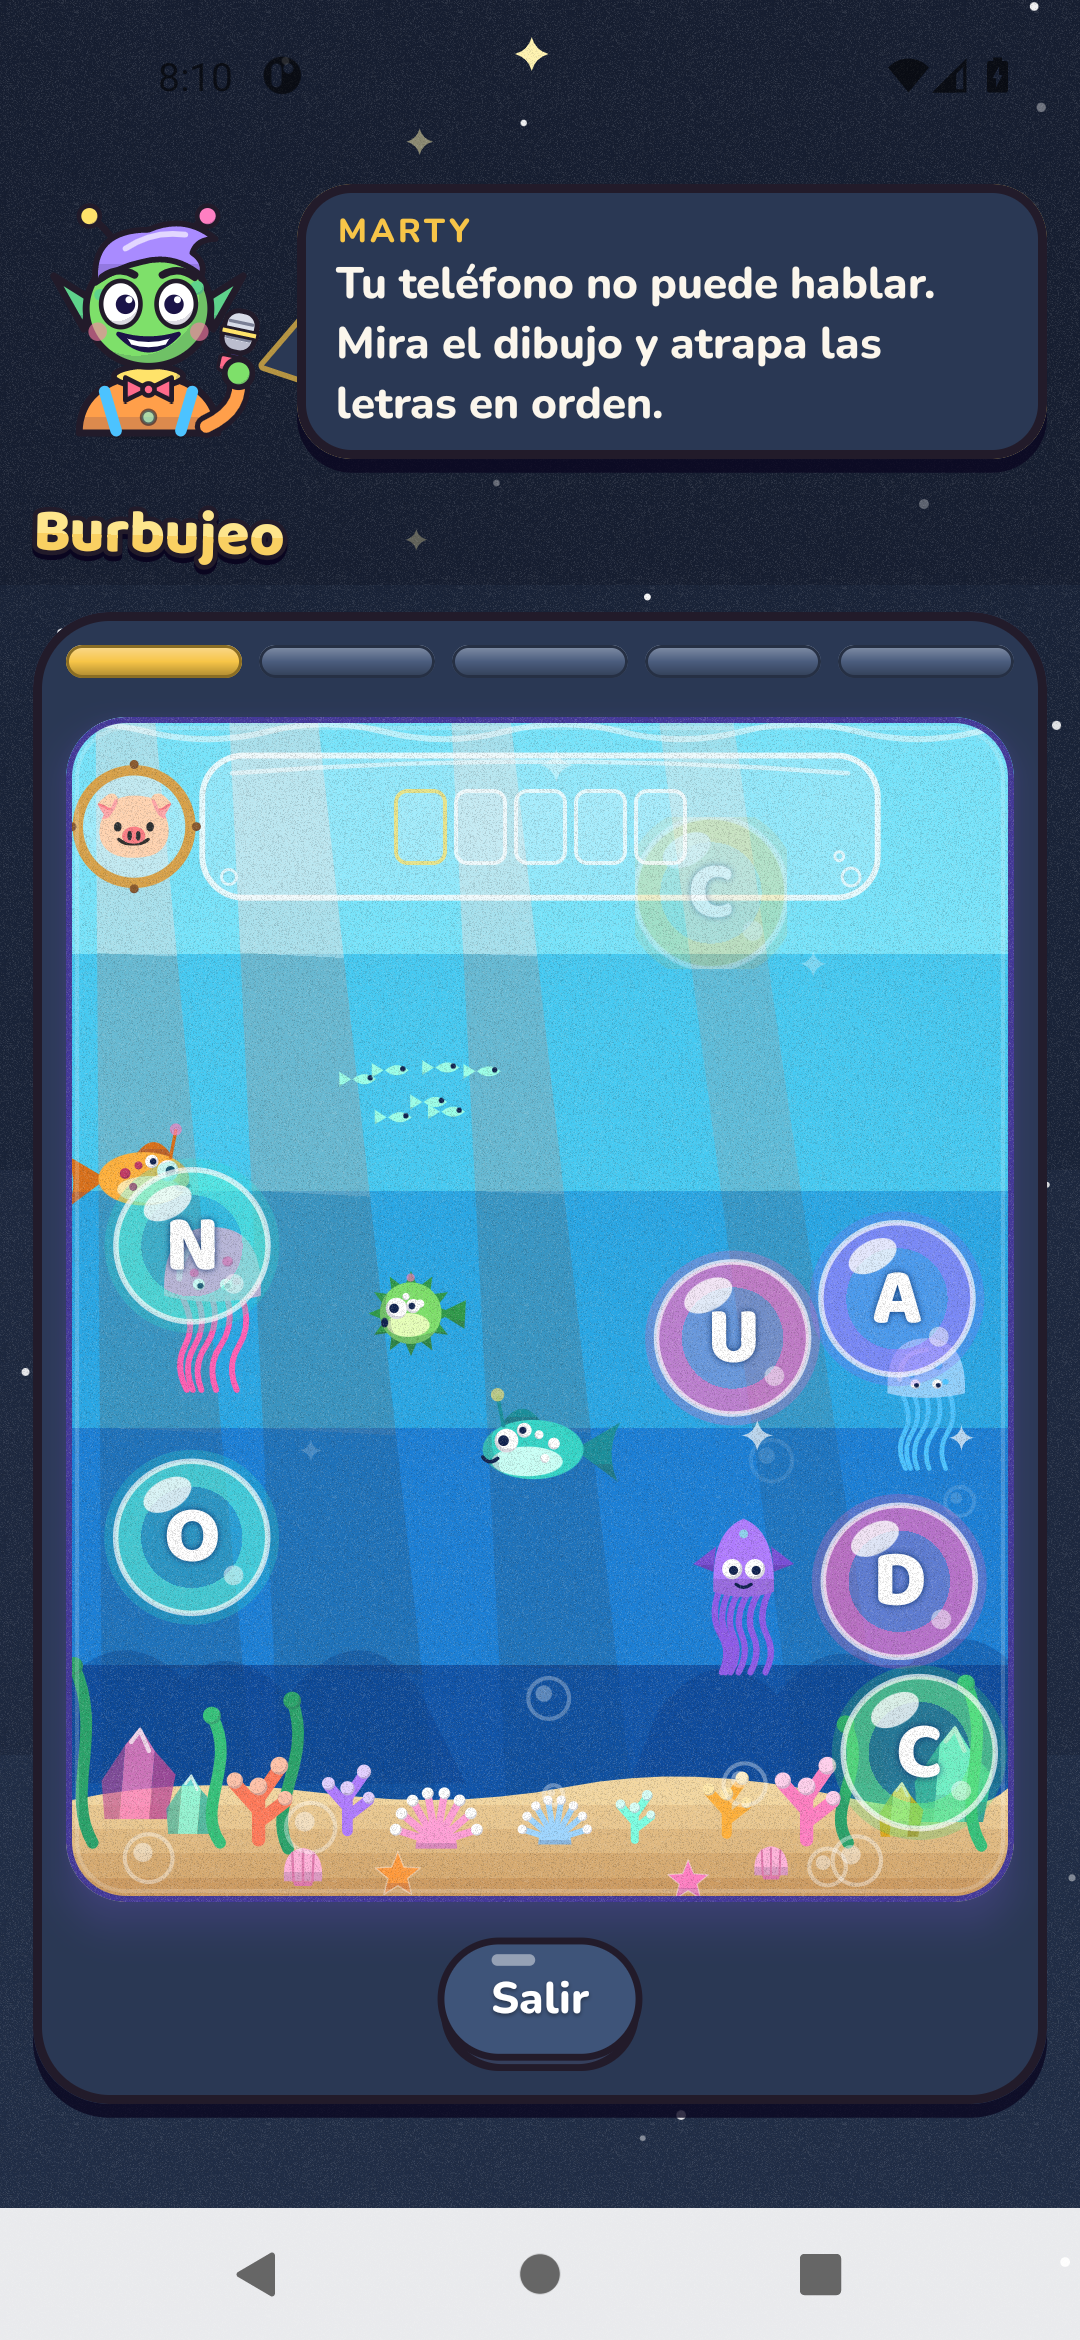 8:10
MARTY
Tu teléfono no puede hablar.
Mira el dibujo y atrapa las
letras en orden.
Burbujeo
C
N
A
U
O
D
C
Salir